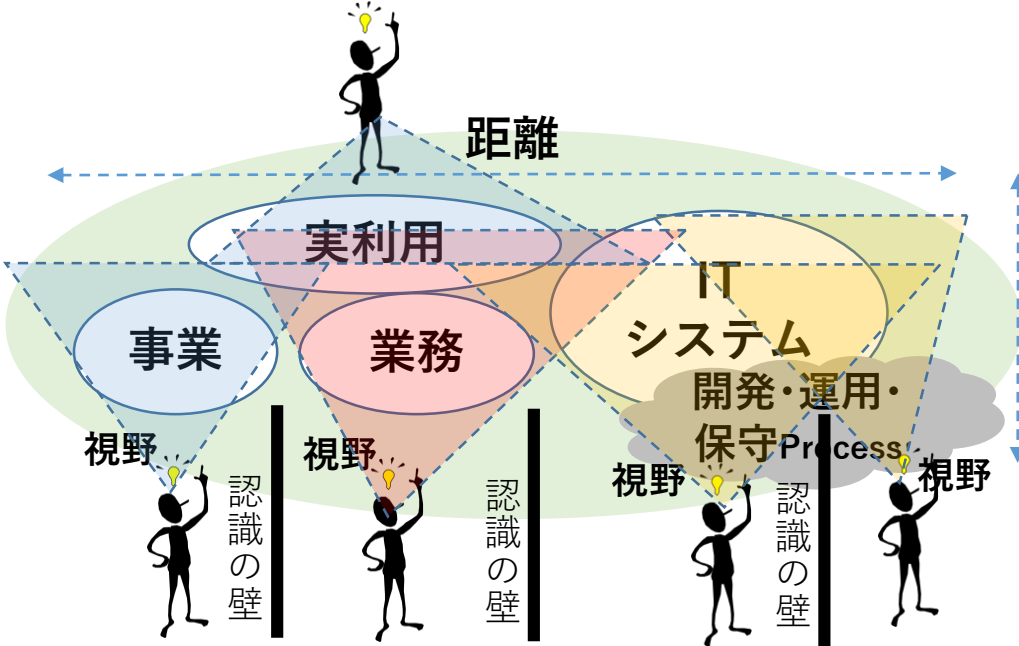 距離
実利用
IT
システム
事業
業務
開発・運用・
保守Process
視野
視野
視野
視野
認識の壁
認識の壁
認識の壁